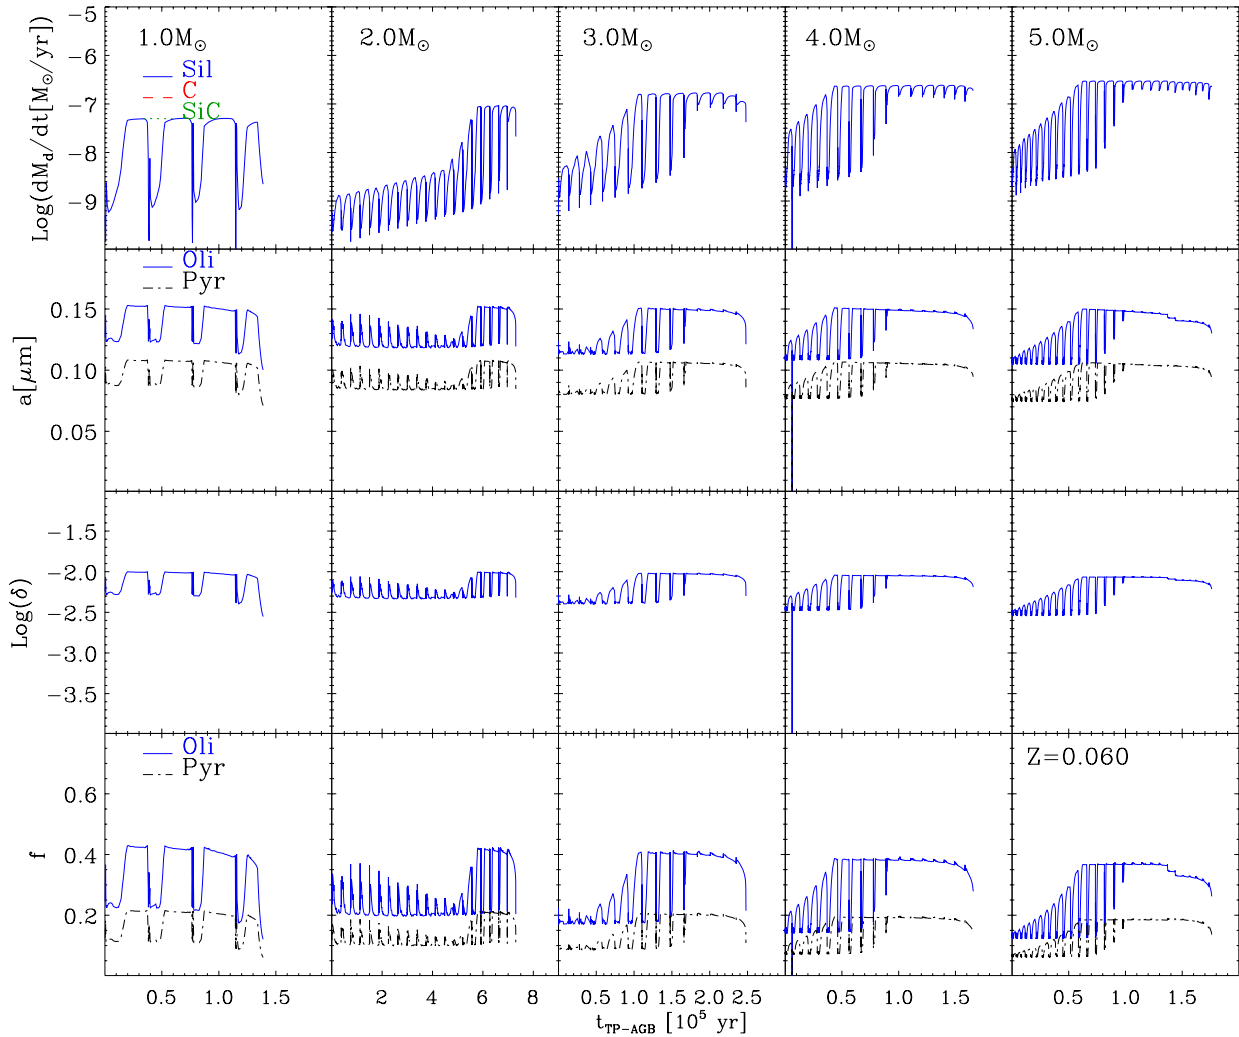 1.0M⊙ 2.0M⊙ 3.0M⊙ 4.0M⊙ 5.0M⊙
Sil
C
SiC
Log(dM_d/dt[M⊙/yr])
−5
−6
−7
−8
−9
Oli
Pyr
a[μm]
0.15
0.10
0.05
Log(δ)
−1.5
−2.0
−2.5
−3.0
−3.5
Oli
Pyr
Z=0.060
f
0.6
0.4
0.2
0.5 1.0 1.5 2 4 6 8 0.5 1.0 1.5 2.0 2.5 0.5 1.0 1.5 0.5 1.0 1.5
t_TP−AGB [10^5 yr]